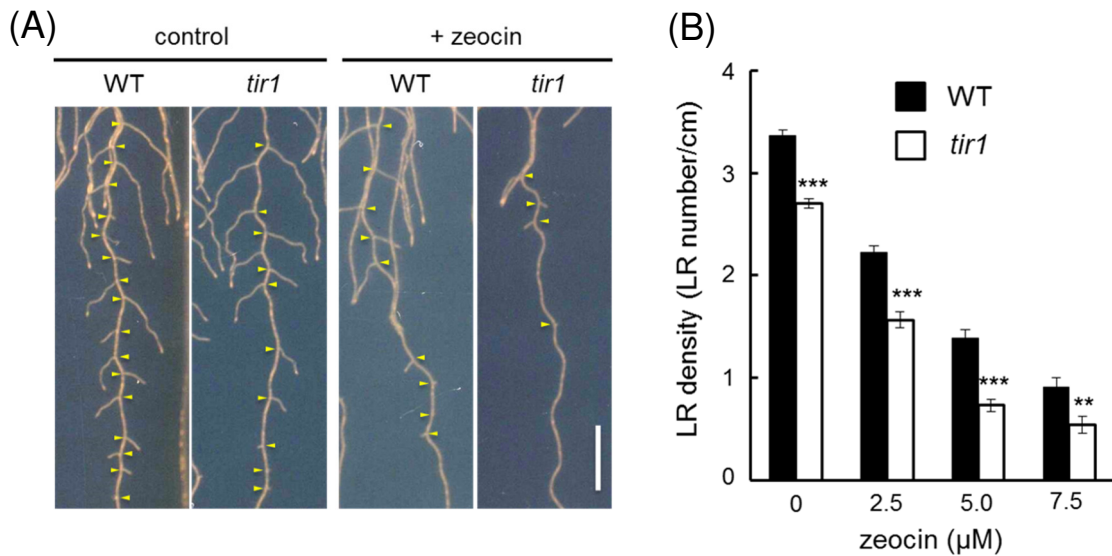 (A)
control
+ zeocin
WT
tir1
WT
tir1
(B)
4
3
2
1
0
LR density (LR number/cm)
WT
tir1
***
***
***
**
0
2.5
5.0
7.5
zeocin (µM)